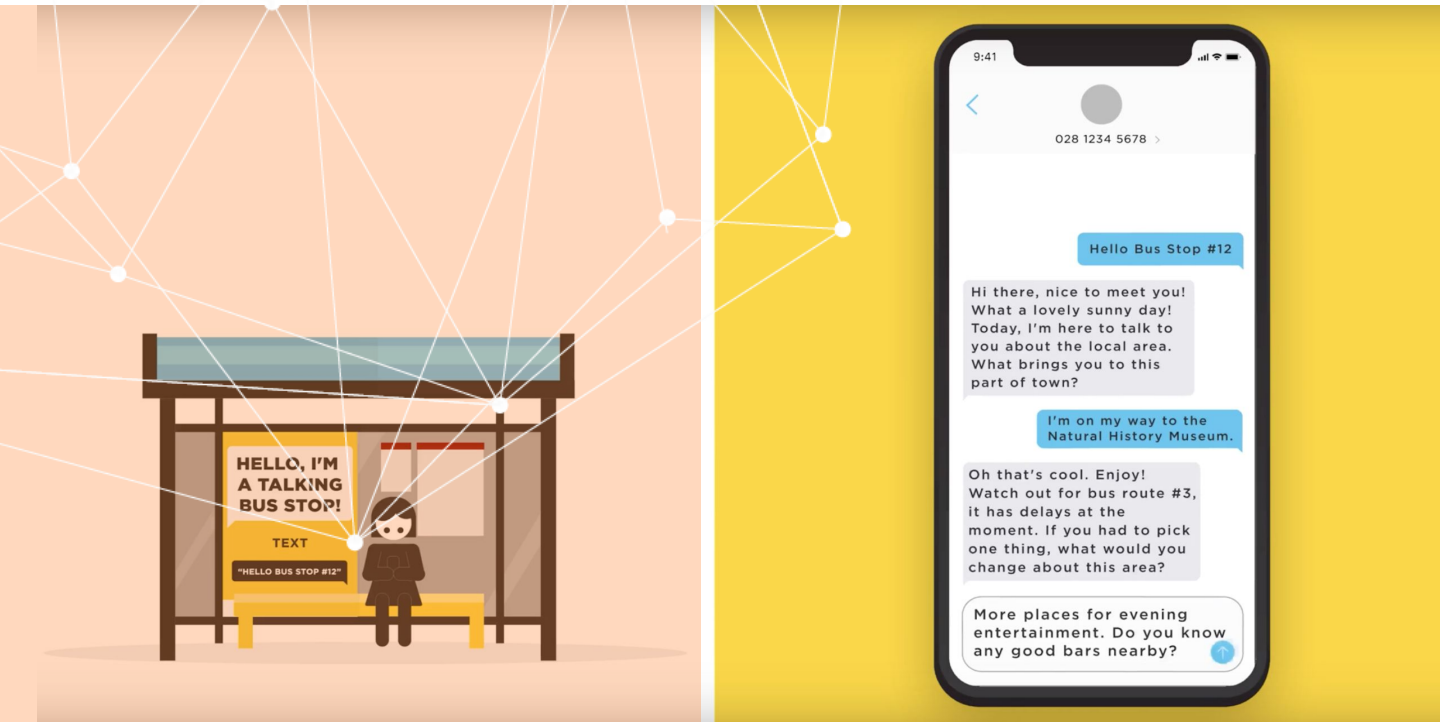 HELLO, I'M
A TALKING
BUS STOP!
TEXT
"HELLO BUS STOP #12"
9:41
028 1234 5678
Hello Bus Stop #12
Hi there, nice to meet you!
What a lovely sunny day!
Today, I'm here to talk to
you about the local area.
What brings you to this
part of town?
I'm on my way to the
Natural History Museum.
Oh that's cool. Enjoy!
Watch out for bus route #3,
it has delays at the
moment. If you had to pick
one thing, what would you
change about this area?
More places for evening
entertainment. Do you know
any good bars nearby?